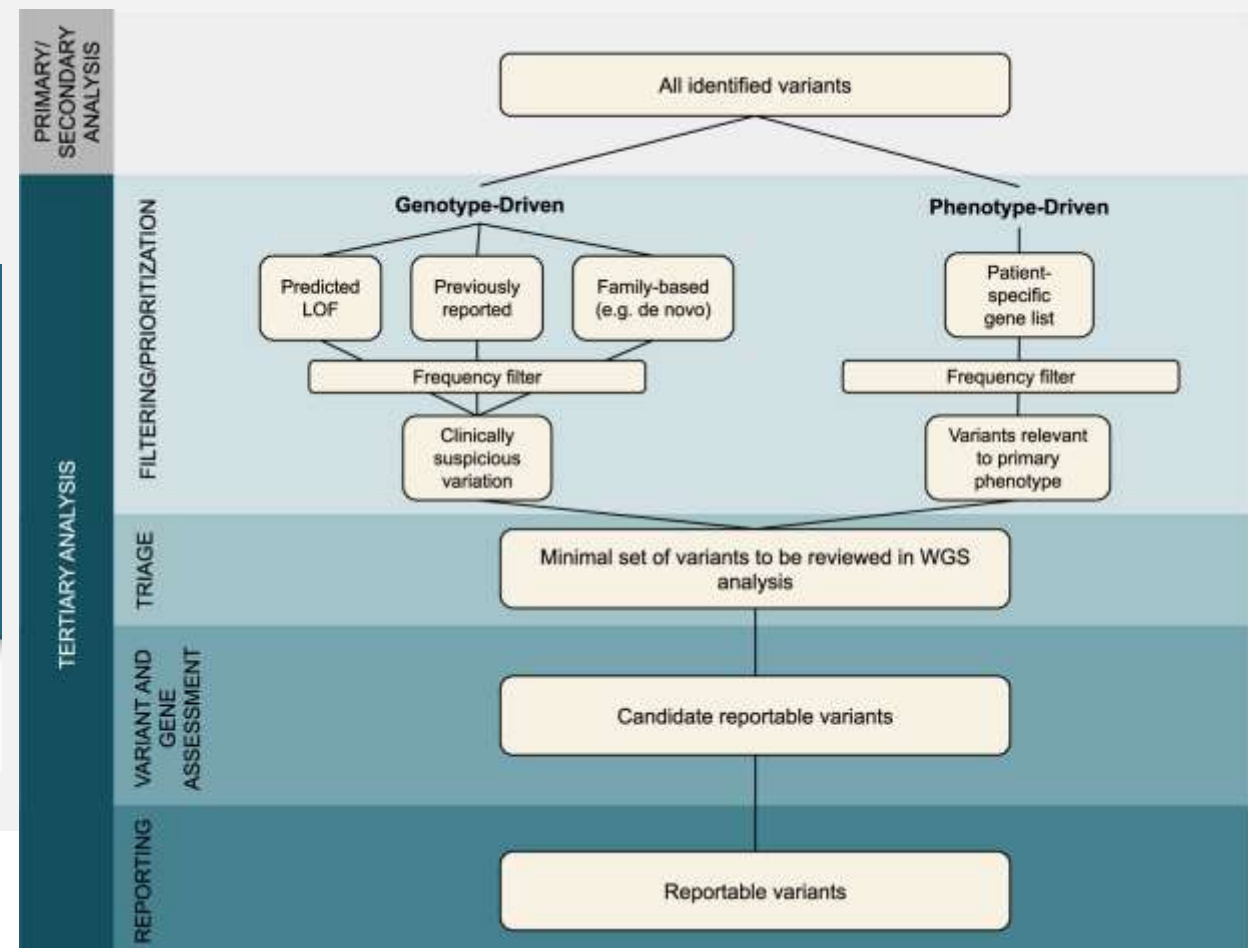 PRIMARY/
SECONDARY
ANALYSIS
All identified variants
TERTIARY ANALYSIS
FILTERING/PRIORITIZATION
Genotype-Driven
Phenotype-Driven
Predicted
LOF
Previously
reported
Family-based
(e.g. de novo)
Patient-
specific
gene list
Frequency filter
Frequency filter
Clinically
suspicious
variation
Variants relevant
to primary
phenotype
TRIAGE
Minimal set of variants to be reviewed in WGS
analysis
VARIANT AND
GENE
ASSESSMENT
Candidate reportable variants
REPORTING
Reportable variants